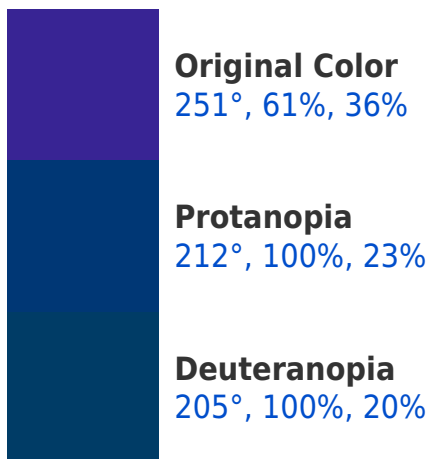 Original Color
251°, 61%, 36%
Protanopia
212°, 100%, 23%
Deuteranopia
205°, 100%, 20%